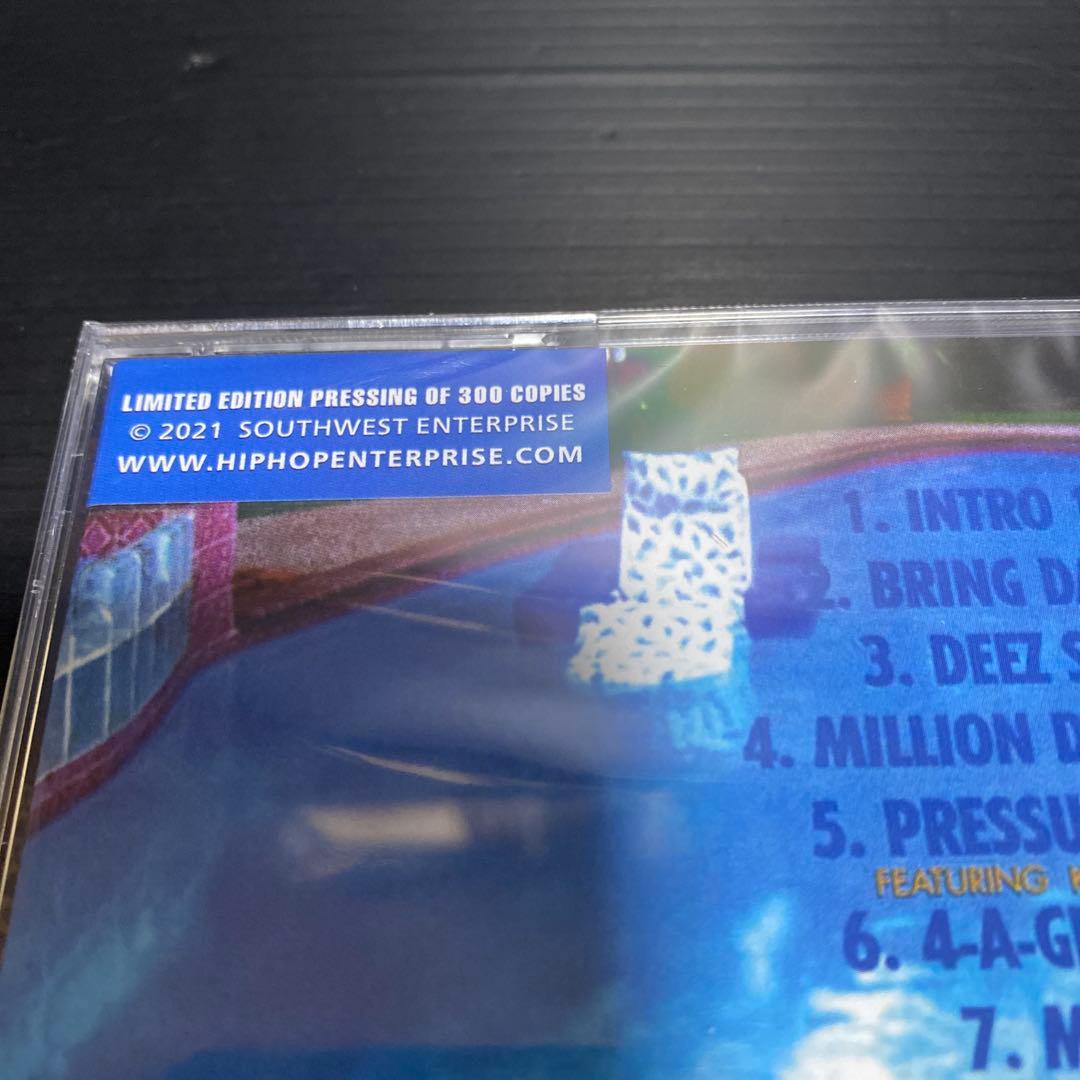 LIMITED EDITION PRESSING OF 300 COPIES
© 2021 SOUTHWEST ENTERPRISE
WWW.HIPHOPENTERPRISE.COM
1. INTRO
2. BRING
3. DEEZ
4. MILLION
5. PRESSU
FEATURING
6. 4-A-G
7.